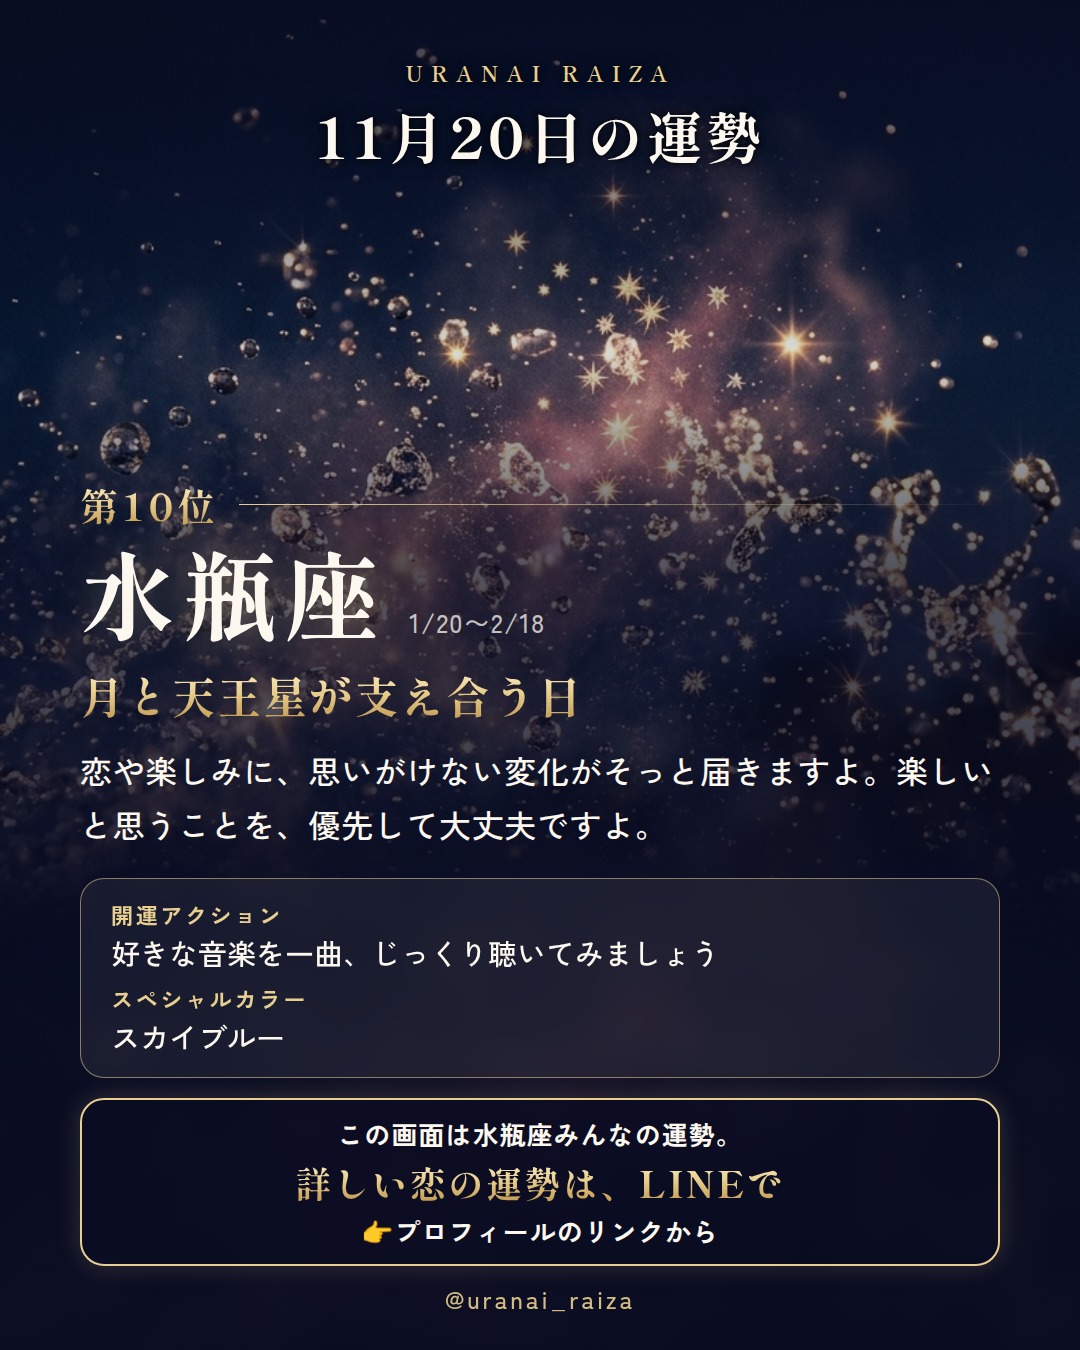 URANAI RAIZA
11月20日の運勢
第10位
水瓶座 1/20〜2/18
月と天王星が支え合う日
恋や楽しみに、思いがけない変化がそっと届きますよ。楽しい
と思うことを、優先して大丈夫ですよ。
開運アクション
好きな音楽を一曲、じっくり聴いてみましょう
スペシャルカラー
スカイブルー
この画面は水瓶座みんなの運勢。
詳しい恋の運勢は、LINEで
👉プロフィールのリンクから
@uranai_raiza